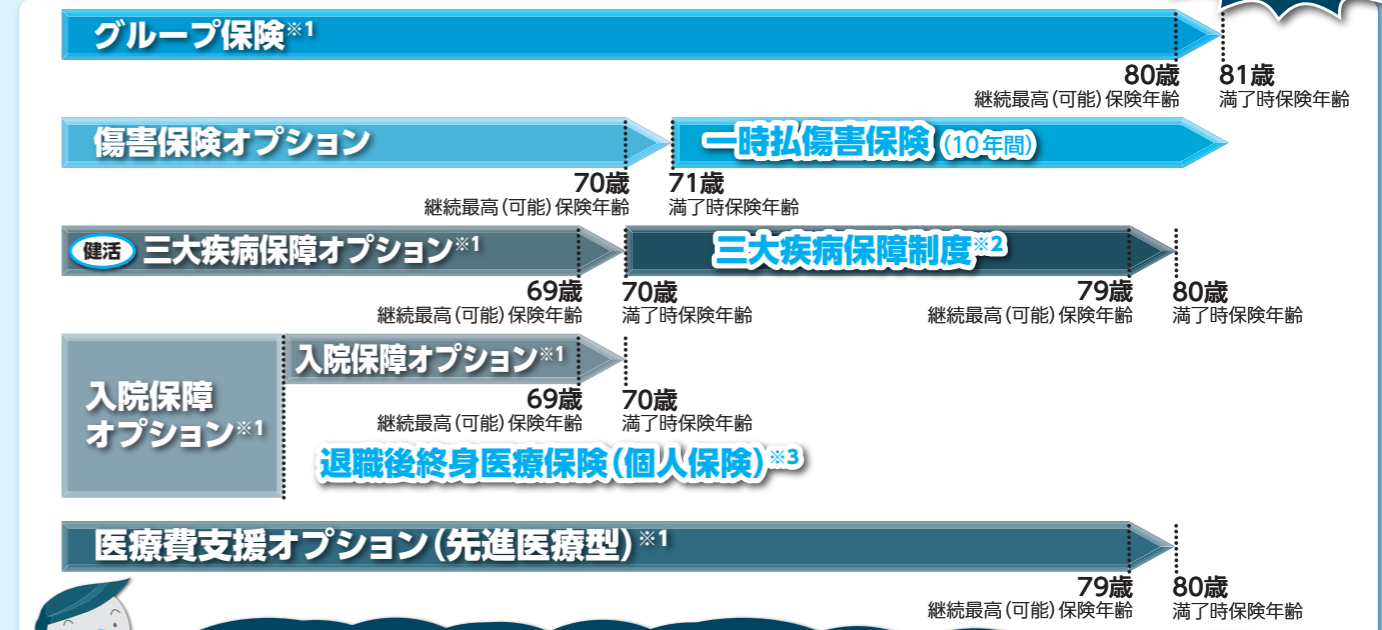 グループ保険※1
80歳
継続最高(可能)保険年齢
81歳
満了時保険年齢
傷害保険オプション
一時払傷害保険(10年間)
70歳
継続最高(可能)保険年齢
71歳
満了時保険年齢
健活 三大疾病保障オプション※1
三大疾病保障制度※2
69歳
継続最高(可能)保険年齢
70歳
満了時保険年齢
79歳
継続最高(可能)保険年齢
80歳
満了時保険年齢
入院保障
オプション※1
入院保障オプション※1
69歳
継続最高(可能)保険年齢
70歳
満了時保険年齢
退職後終身医療保険(個人保険)※3
医療費支援オプション(先進医療型)※1
79歳
継続最高(可能)保険年齢
80歳
満了時保険年齢